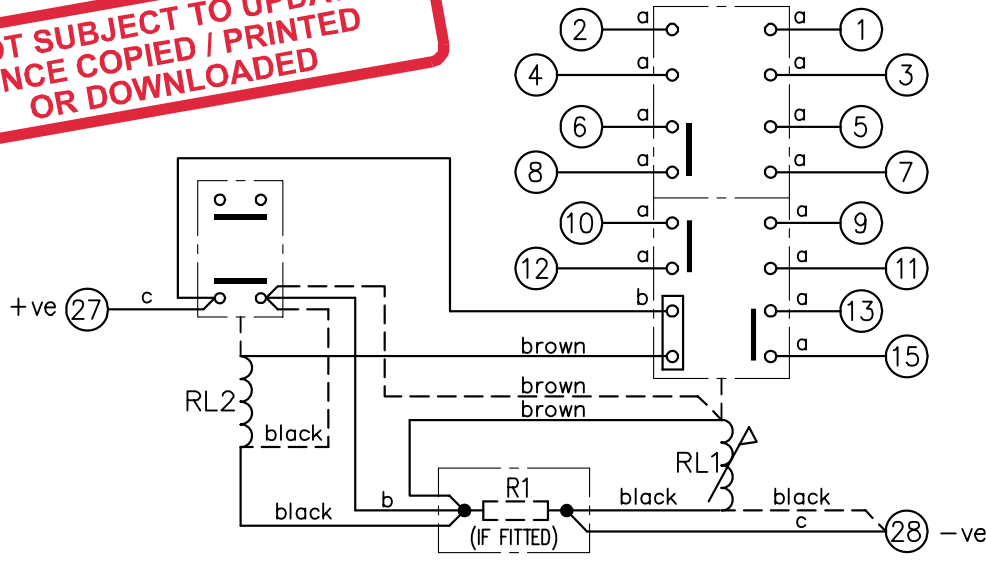 T SUBJECT TO UPDA
NCE COPIED / PRINTED
OR DOWNLOADED
2 a a 1
4 a a 3
6 a a 5
8 a a 7
10 a a 9
12 a a 11
b a 13
+ve 27 c
brown a 15
brown
RL2 brown
black
RL1
R1
b black black
black c
(IF FITTED) 28 -ve